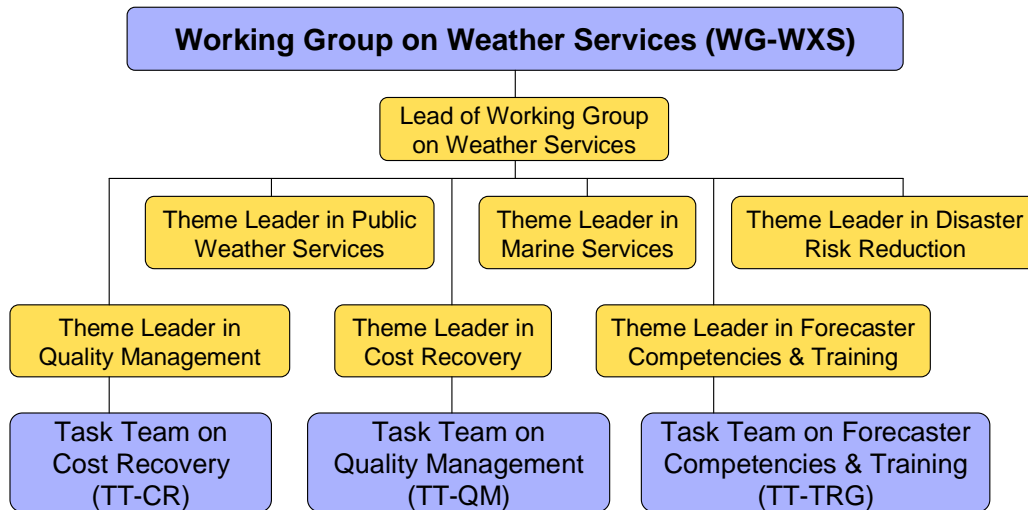 Working Group on Weather Services (WG-WXS)
Lead of Working Group
on Weather Services
Theme Leader in Public
Weather Services
Theme Leader in
Marine Services
Theme Leader in Disaster
Risk Reduction
Theme Leader in
Quality Management
Theme Leader in
Cost Recovery
Theme Leader in Forecaster
Competencies & Training
Task Team on
Cost Recovery
(TT-CR)
Task Team on
Quality Management
(TT-QM)
Task Team on Forecaster
Competencies & Training
(TT-TRG)